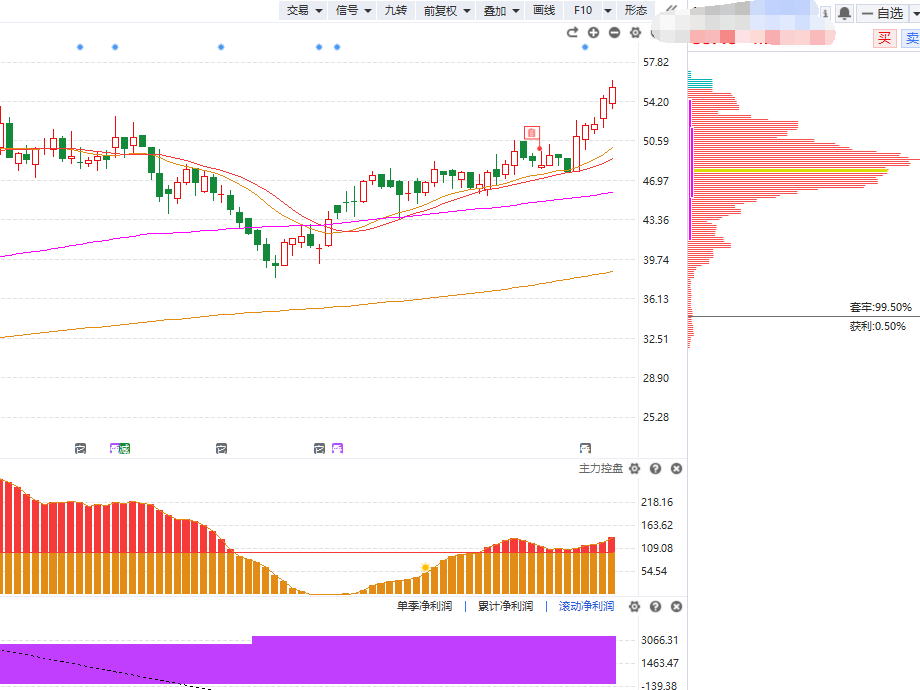 交易 信号 九转 前复权 叠加 画线 F10 形态 自选
买 卖
57.82
54.20
50.59
46.97
43.36
39.74
36.13
32.51
28.90
25.28
套牢:99.50%
获利:0.50%
主力控盘
218.16
163.62
109.08
54.54
单季净利润 | 累计净利润 | 滚动净利润
3066.31
1463.47
-139.38